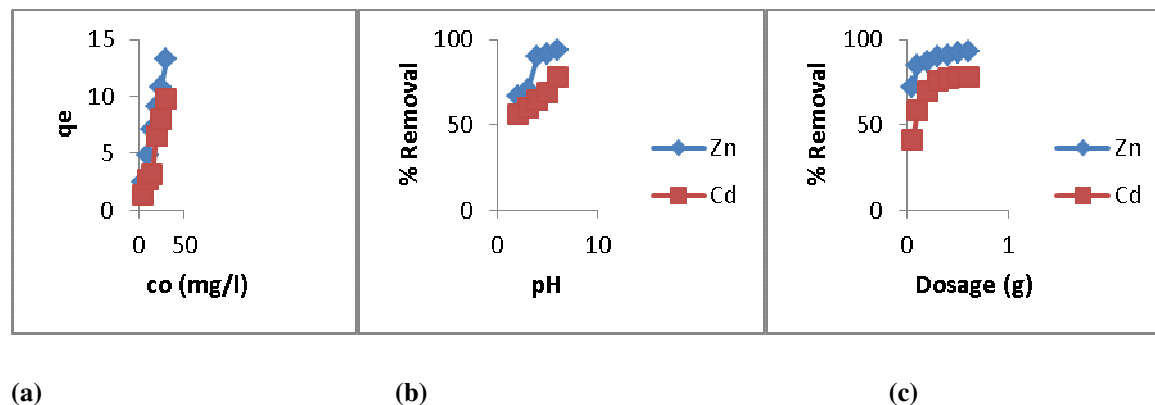 15
10
5
0
qe
0 50
co (mg/l)
100
50
0
% Removal
0 10
pH
Zn
Cd
100
50
0
% Removal
0 1
Dosage (g)
Zn
Cd
(a) (b) (c)